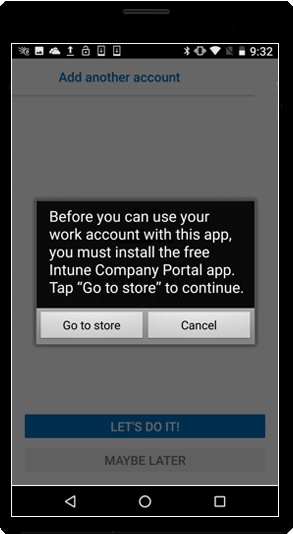 9:32
Add another account
Before you can use your
work account with this app,
you must install the free
Intune Company Portal app.
Tap “Go to store” to continue.
Go to store
Cancel
LET'S DO IT!
MAYBE LATER